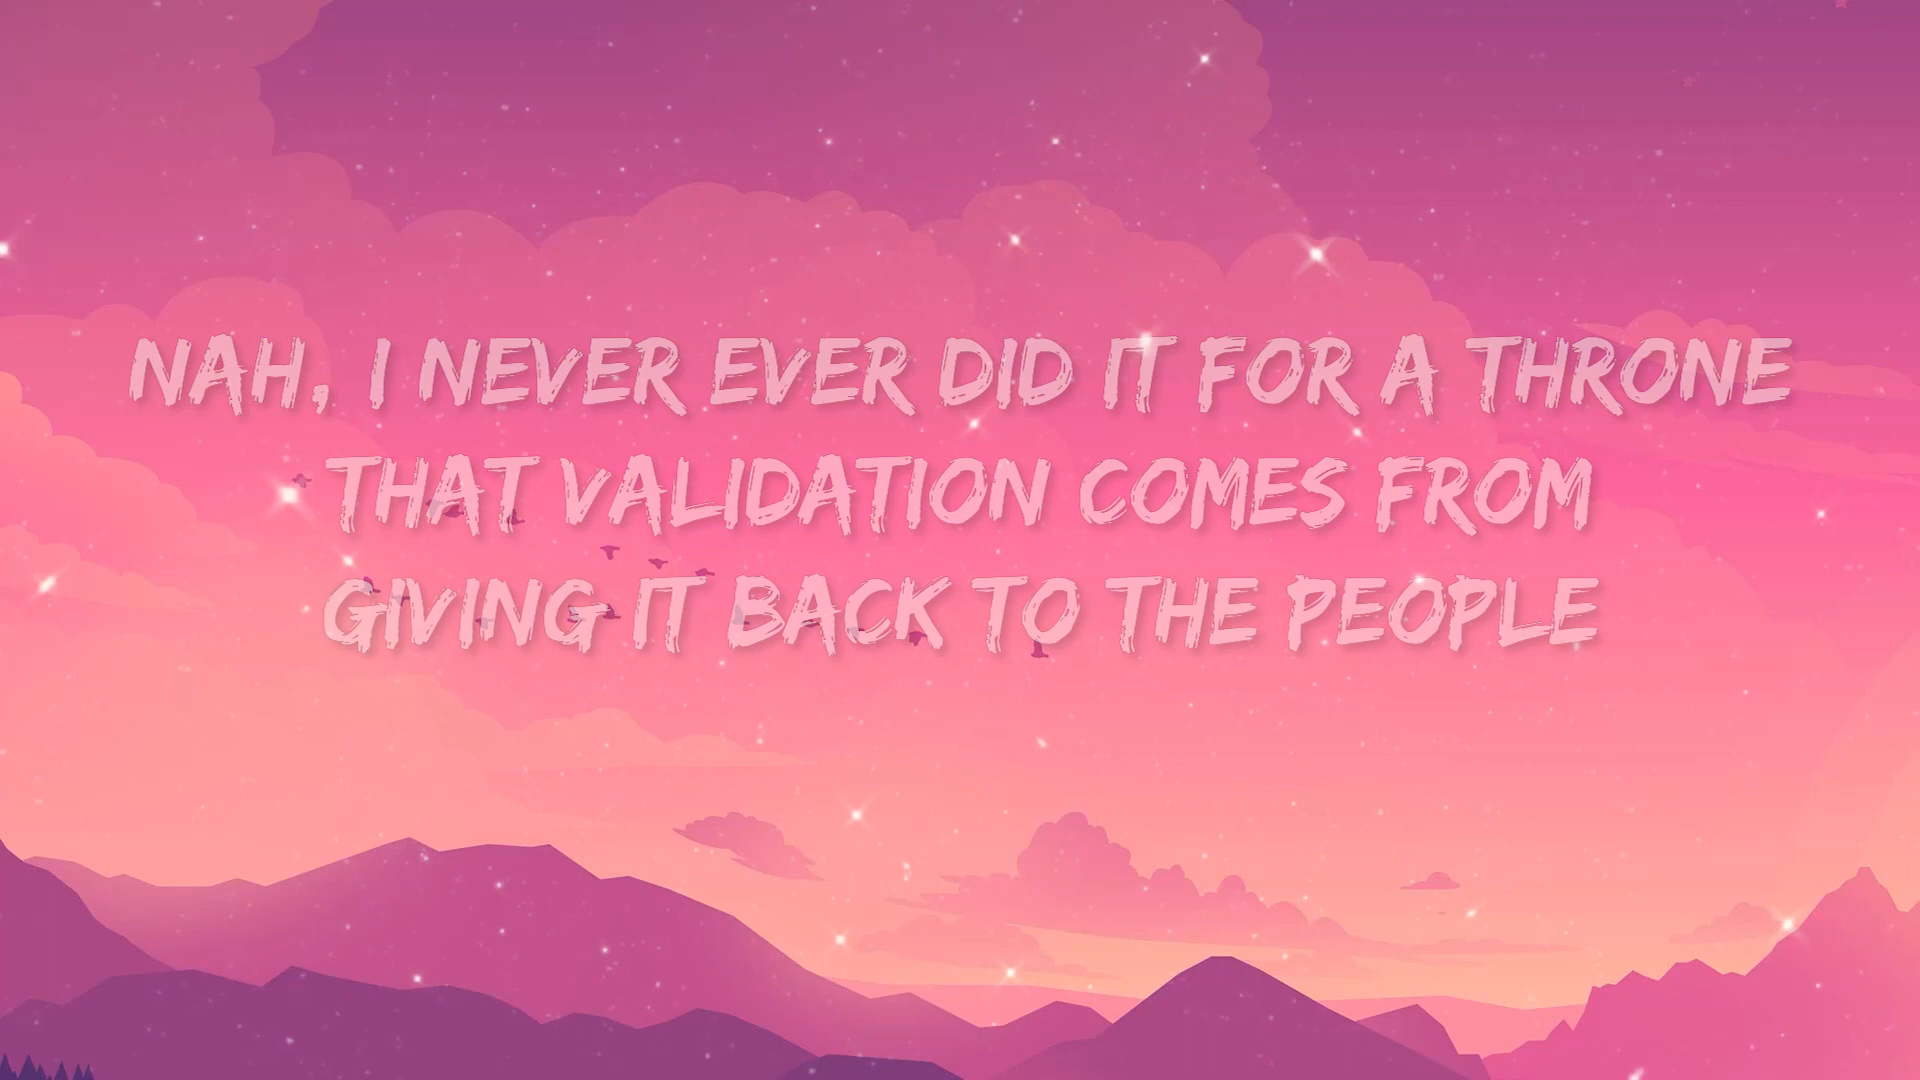 NAH, I NEVER EVER DID IT FOR A THRONE
THAT VALIDATION COMES FROM
GIVING IT BACK TO THE PEOPLE